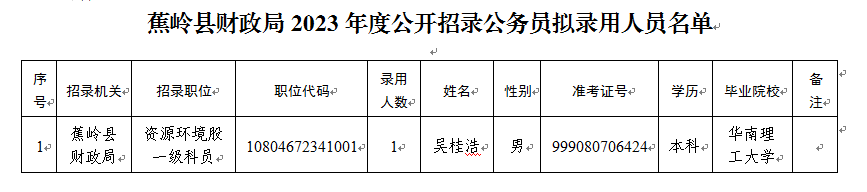 蕉岭县财政局 2023 年度公开招录公务员拟录用人员名单
序号 招录机关 招录职位 职位代码 录用人数 姓名 性别 准考证号 学历 毕业院校 备注
1 蕉岭县财政局 资源环境股一级科员 10804672341001 1 吴桂浩 男 999080706424 本科 华南理工大学